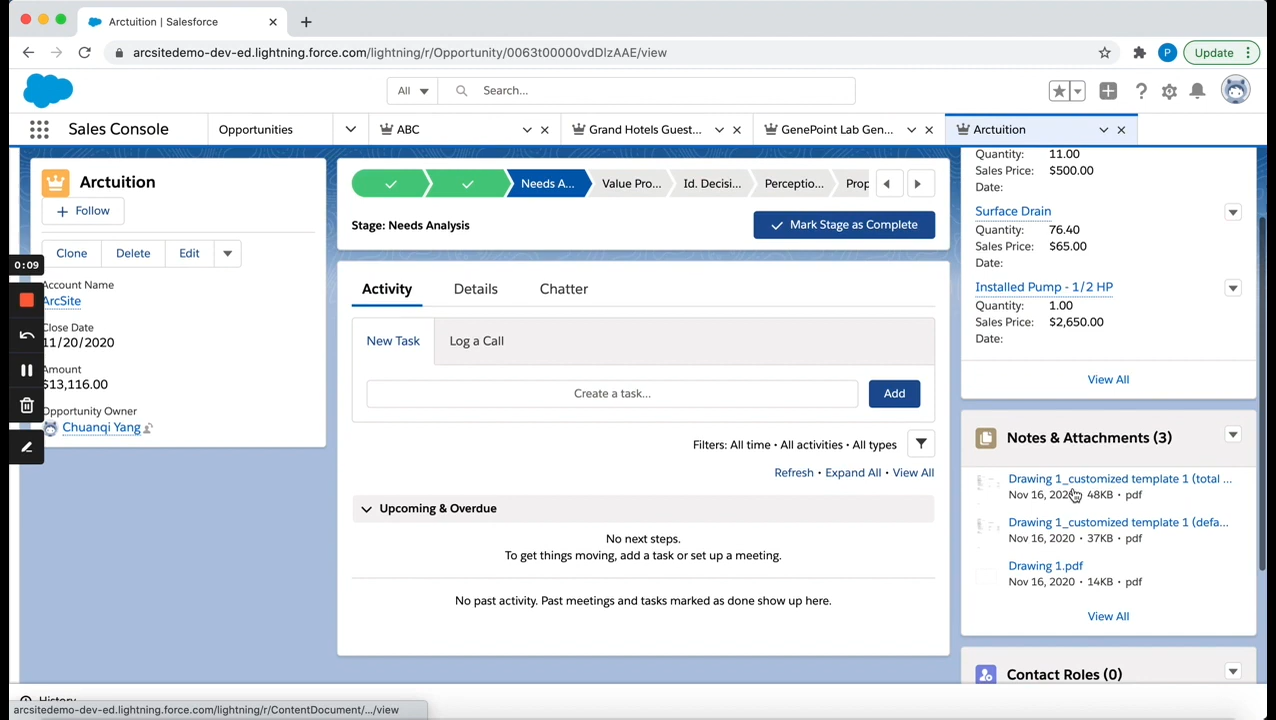 Arctuition | Salesforce
arcsitedemo-dev-ed.lightning.force.com/lightning/r/Opportunity/0063t00000vdDlzAAE/view
P
Update
All
Search...
Sales Console
Opportunities
ABC
Grand Hotels Guest...
GenePoint Lab Gen...
Arctuition
Arctuition
Follow
Clone
Delete
Edit
0:09
Account Name
ArcSite
Close Date
11/20/2020
Amount
$13,116.00
Opportunity Owner
Chuanqi Yang
Needs A...
Value Pro...
Id. Decisi...
Perceptio...
Prop
Stage: Needs Analysis
Mark Stage as Complete
Activity
Details
Chatter
New Task
Log a Call
Create a task...
Add
Filters: All time • All activities • All types
Refresh • Expand All • View All
Upcoming & Overdue
No next steps.
To get things moving, add a task or set up a meeting.
No past activity. Past meetings and tasks marked as done show up here.
Quantity: 11.00
Sales Price: $500.00
Date:
Surface Drain
Quantity: 76.40
Sales Price: $65.00
Date:
Installed Pump - 1/2 HP
Quantity: 1.00
Sales Price: $2,650.00
Date:
View All
Notes & Attachments (3)
Drawing 1_customized template 1 (total ...
Nov 16, 2020 • 48KB • pdf
Drawing 1_customized template 1 (defa...
Nov 16, 2020 • 37KB • pdf
Drawing 1.pdf
Nov 16, 2020 • 14KB • pdf
View All
Contact Roles (0)
History
arcsitedemo-dev-ed.lightning.force.com/lightning/r/ContentDocument/.../view